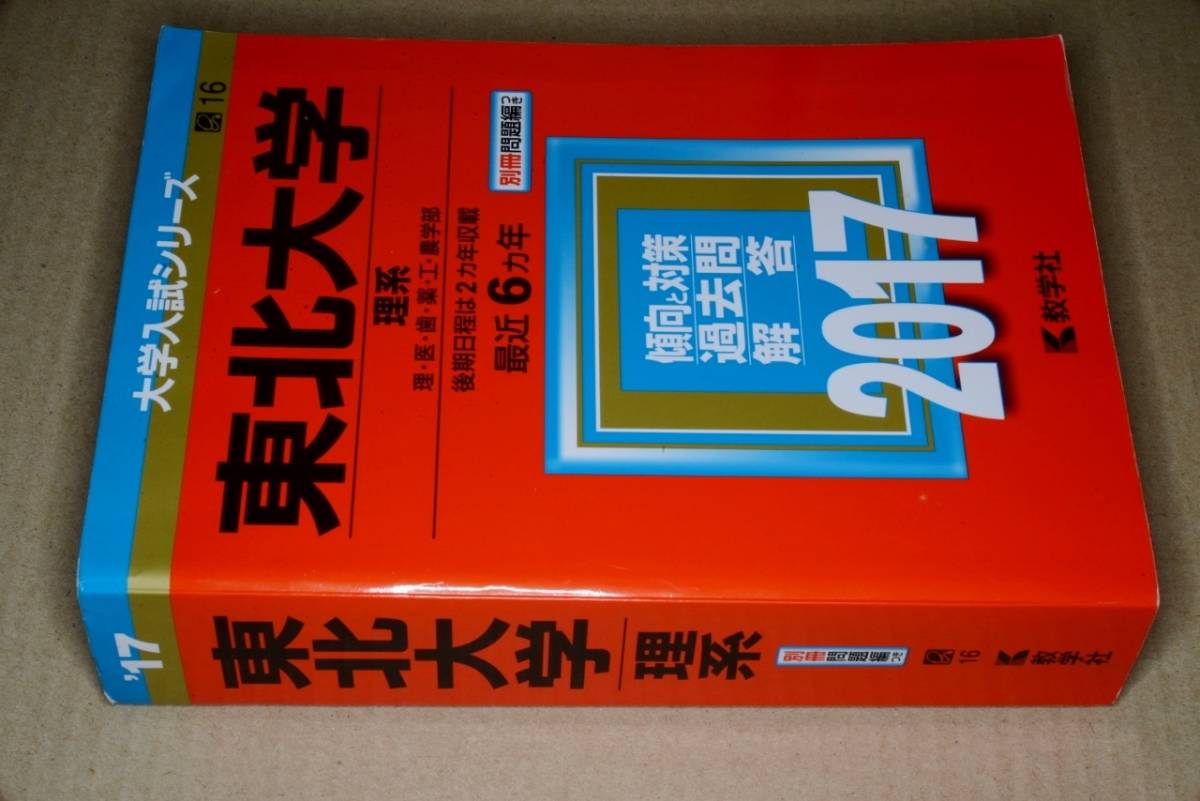 大学入試シリーズ
16
東北大学
理系
理・医・歯・薬・工・農学部
後期日程は2カ年収載
最近6カ年
別冊問題編つき
傾向と対策
過去問
解答
2017
教学社
'17
東北大学
理系
別冊問題編つき
16
教学社